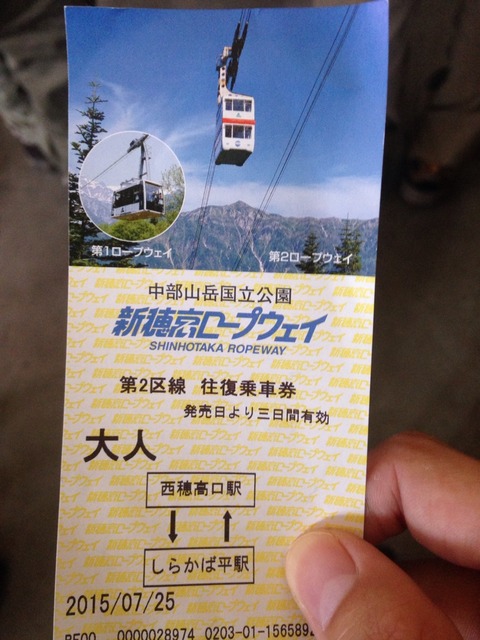 第1ロープウェイ
第2ロープウェイ
中部山岳国立公園
新穂高ロープウェイ
SHINHOTAKA ROPEWAY
第2区線 往復乗車券
発売日より三日間有効
大人
西穂高口駅
↓ ↑
しらかば平駅
2015/07/25
0000028974 0203-01-156589